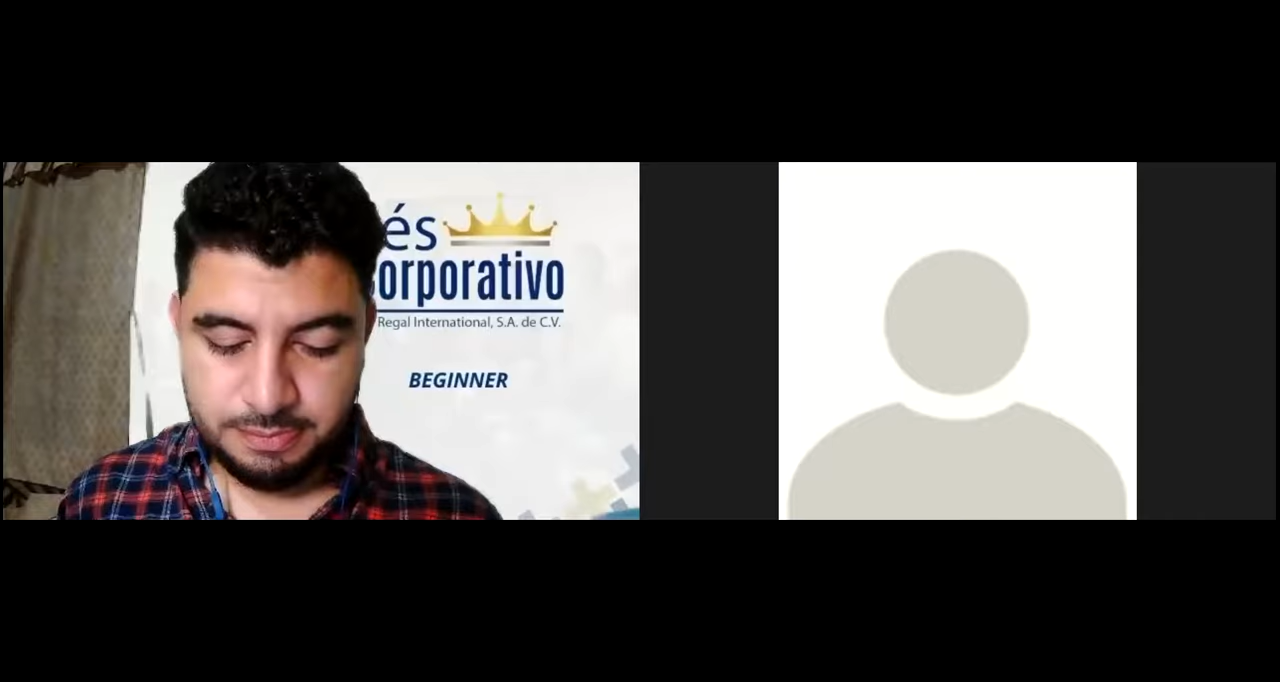 és
orporativo
Regal International, S.A. de C.V.
BEGINNER